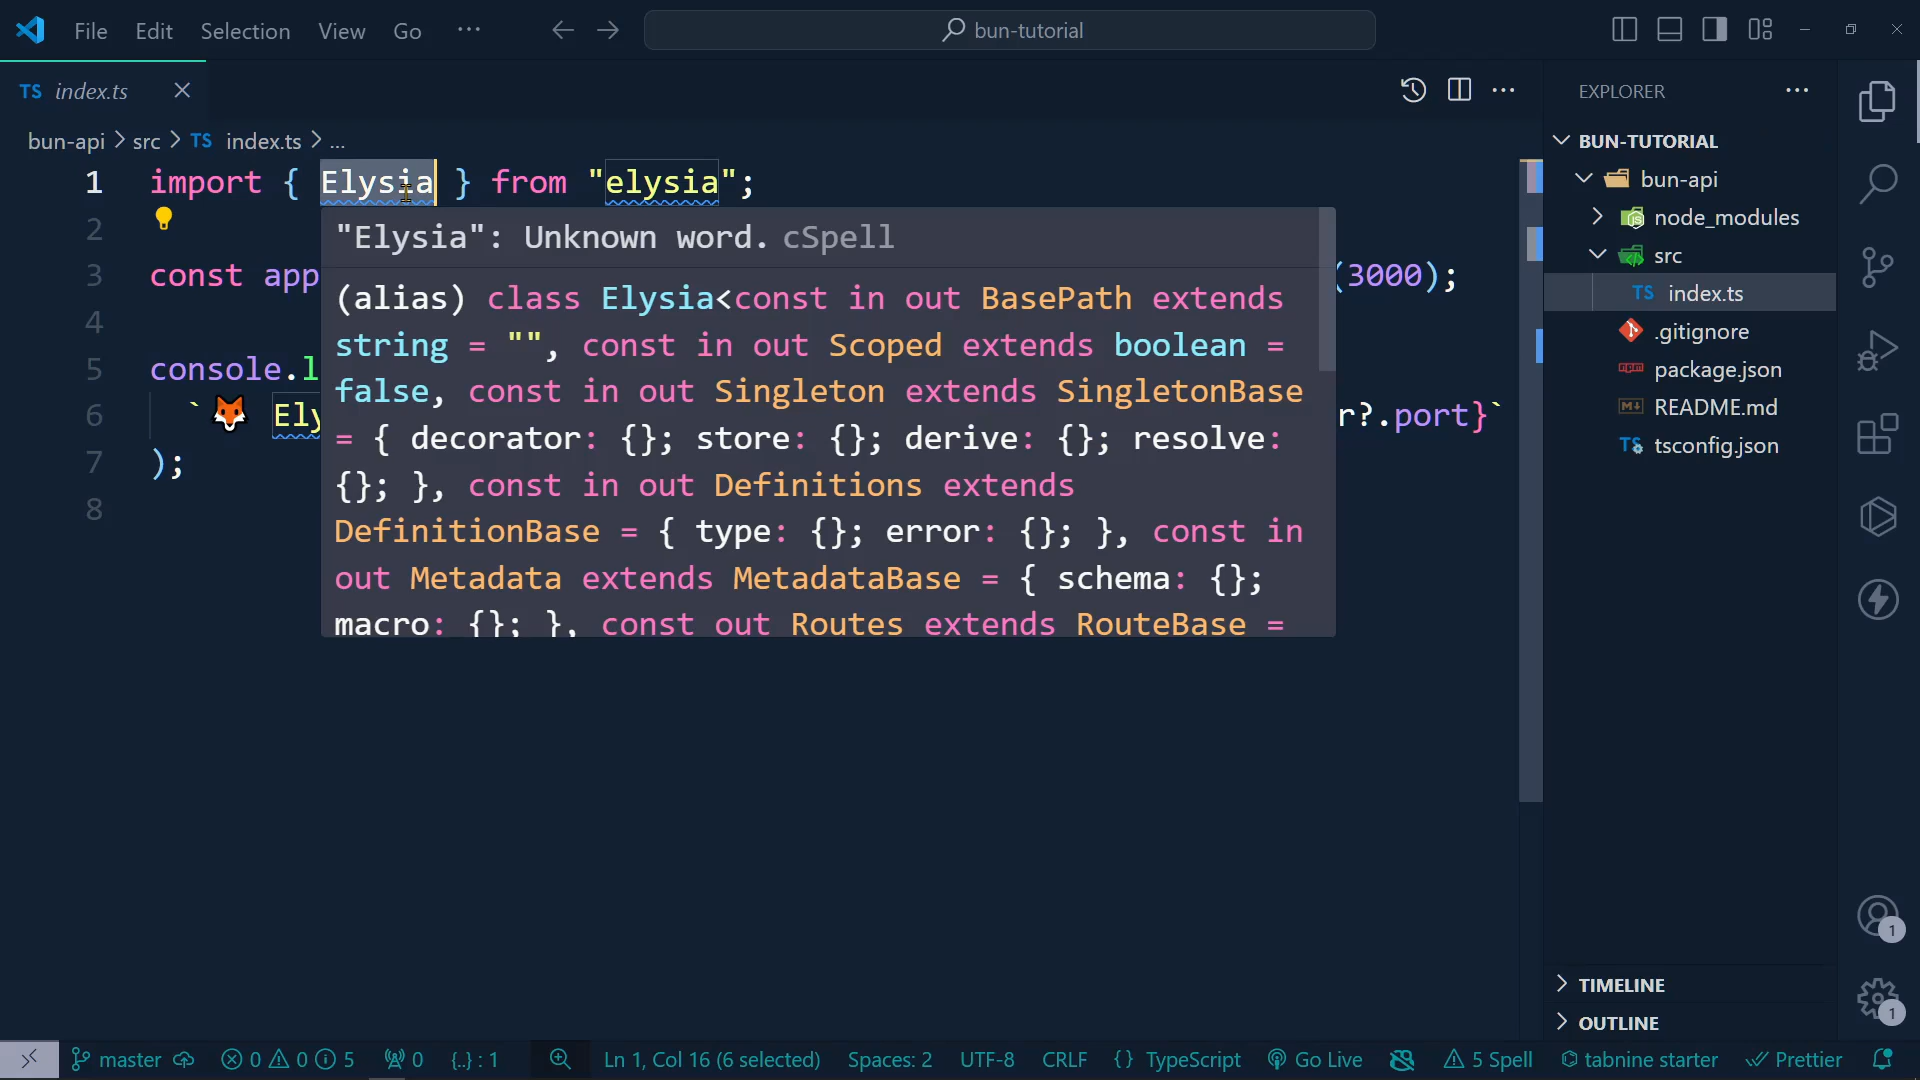 File Edit Selection View Go ··· bun-tutorial
TS index.ts
bun-api > src > TS index.ts > ...
1 import { Elysia } from "elysia";
2
3 const app (3000);
4
5 console.l
6 `🦊 Ely r?.port}`
7 );
8
"Elysia": Unknown word. cSpell
(alias) class Elysia<const in out BasePath extends
string = "", const in out Scoped extends boolean =
false, const in out Singleton extends SingletonBase
= { decorator: {}; store: {}; derive: {}; resolve:
{}; }, const in out Definitions extends
DefinitionBase = { type: {}; error: {}; }, const in
out Metadata extends MetadataBase = { schema: {};
macro: {}; }, const out Routes extends RouteBase =
EXPLORER
BUN-TUTORIAL
bun-api
node_modules
src
TS index.ts
.gitignore
package.json
README.md
TS tsconfig.json
TIMELINE
OUTLINE
1
1
master 0 0 5 0 {..} : 1 Ln 1, Col 16 (6 selected) Spaces: 2 UTF-8 CRLF {} TypeScript Go Live 5 Spell tabnine starter Prettier